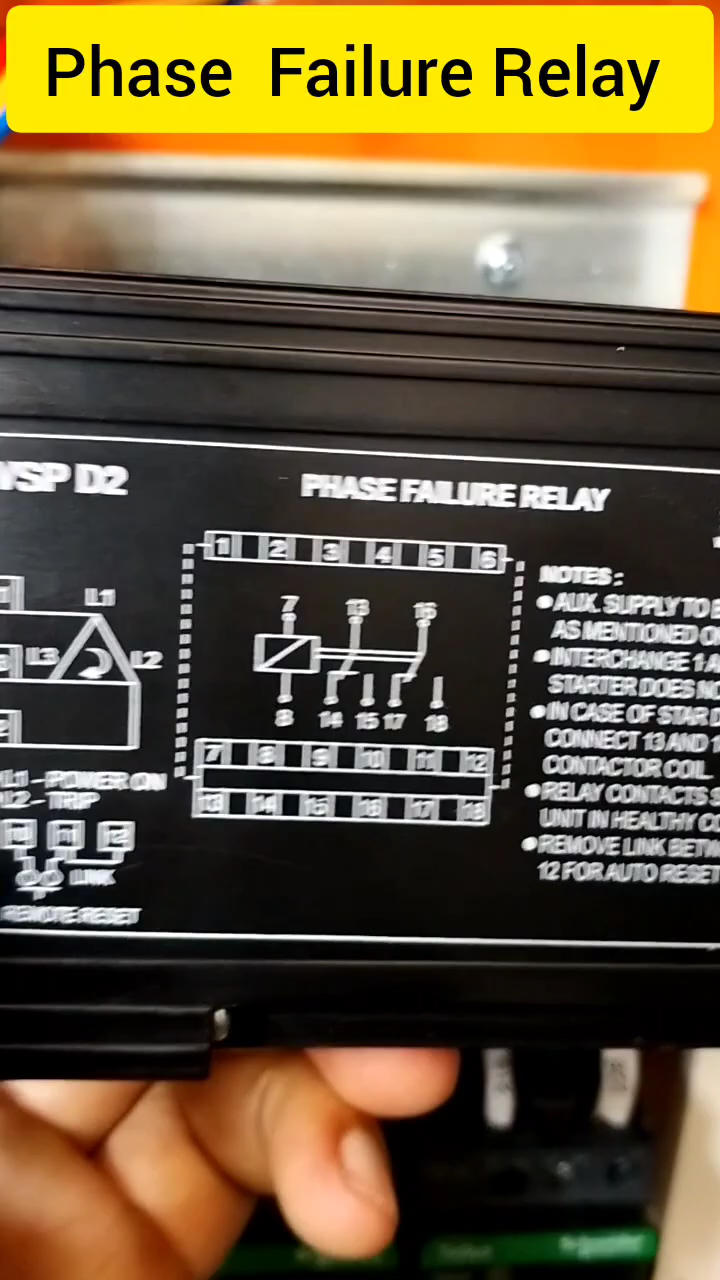 Phase Failure Relay
VSP D2
PHASE FAILURE RELAY
1 2 3 4 5 6
NOTES:
L1
7 13 16
AUX. SUPPLY TO
AS MENTIONED
L3 L2
INTERCHANGE 1
STARTER DOES
8 14 15 17 18
IN CASE OF STAR
CONNECT 13 AND
7 8 9 10 11 12
CONTACTOR COIL
L1 - POWER ON
L2 - TRIP
13 14 15 16 17 18
RELAY CONTACTS
UNIT IN HEALTHY
10 11 12
LINK
REMOVE LINK
12 FOR AUTO RESET
REMOTE RESET